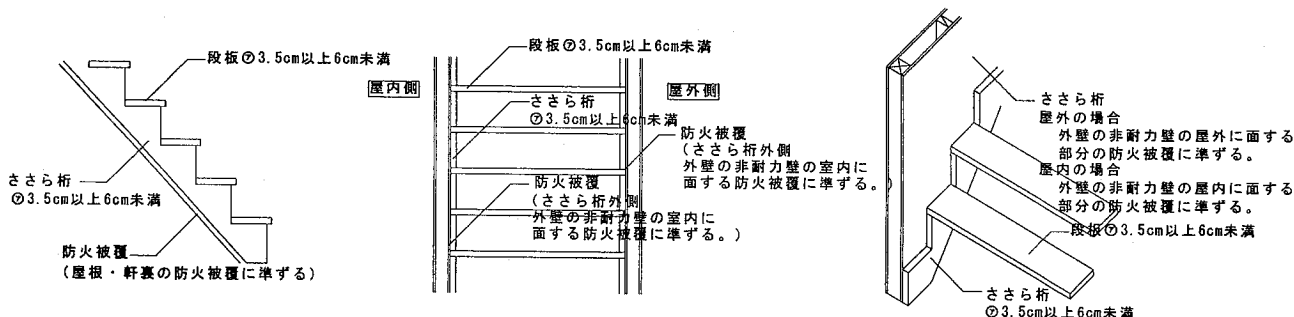 段板㋐3.5cm以上6cm未満
ささら桁
㋐3.5cm以上6cm未満
防火被覆
(屋根・軒裏の防火被覆に準ずる)
屋内側
段板㋐3.5cm以上6cm未満
屋外側
ささら桁
㋐3.5cm以上6cm未満
防火被覆
(ささら桁外側
外壁の非耐力壁の室内に
面する防火被覆に準ずる。
防火被覆
(ささら桁外側
外壁の非耐力壁の室内に
面する防火被覆に準ずる。)
ささら桁
屋外の場合
外壁の非耐力壁の屋外に面する
部分の防火被覆に準ずる。
屋内の場合
外壁の非耐力壁の屋内に面する
部分の防火被覆に準ずる。
段板㋐3.5cm以上6cm未満
ささら桁
㋐3.5cm以上6cm未満